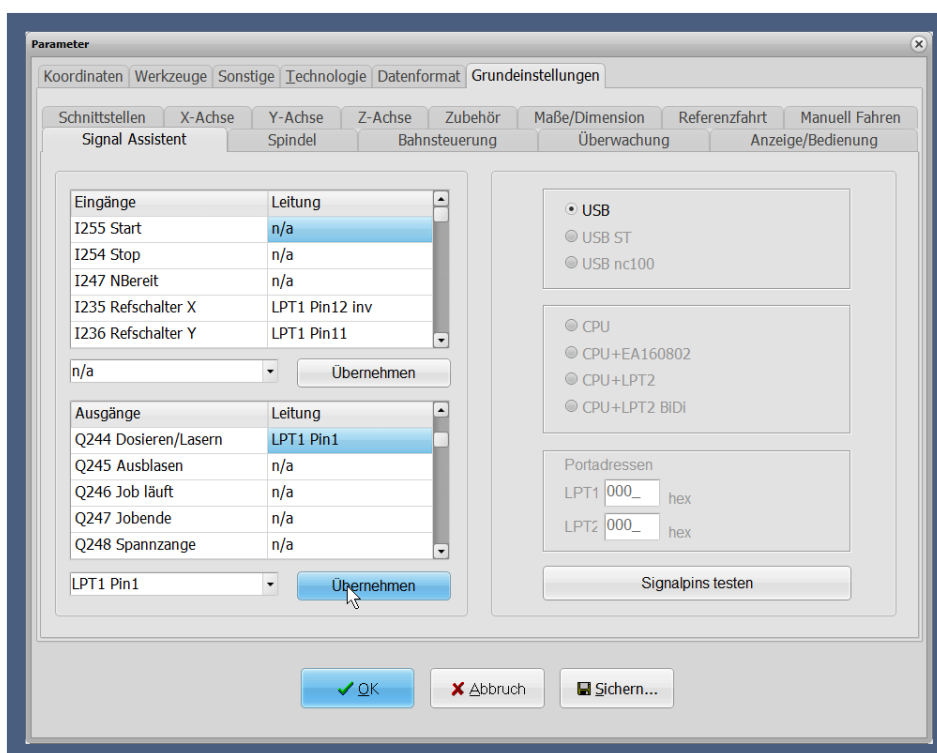 Parameter
Koordinaten Werkzeuge Sonstige Technologie Datenformat Grundeinstellungen
Schnittstellen X-Achse Y-Achse Z-Achse Zubehör Maße/Dimension Referenzfahrt Manuell Fahren
Signal Assistent Spindel Bahnsteuerung Überwachung Anzeige/Bedienung
Eingänge Leitung
I255 Start n/a
I254 Stop n/a
I247 NBereit n/a
I235 Refschalter X LPT1 Pin12 inv
I236 Refschalter Y LPT1 Pin11
n/a Übernehmen
Ausgänge Leitung
Q244 Dosieren/Lasern LPT1 Pin1
Q245 Ausblasen n/a
Q246 Job läuft n/a
Q247 Jobende n/a
Q248 Spannzange n/a
LPT1 Pin1 Übernehmen
USB
USB ST
USB nc100
CPU
CPU+EA160802
CPU+LPT2
CPU+LPT2 BiDi
Portadressen
LPT1 000_ hex
LPT2 000_ hex
Signalpins testen
OK Abbruch Sichern...